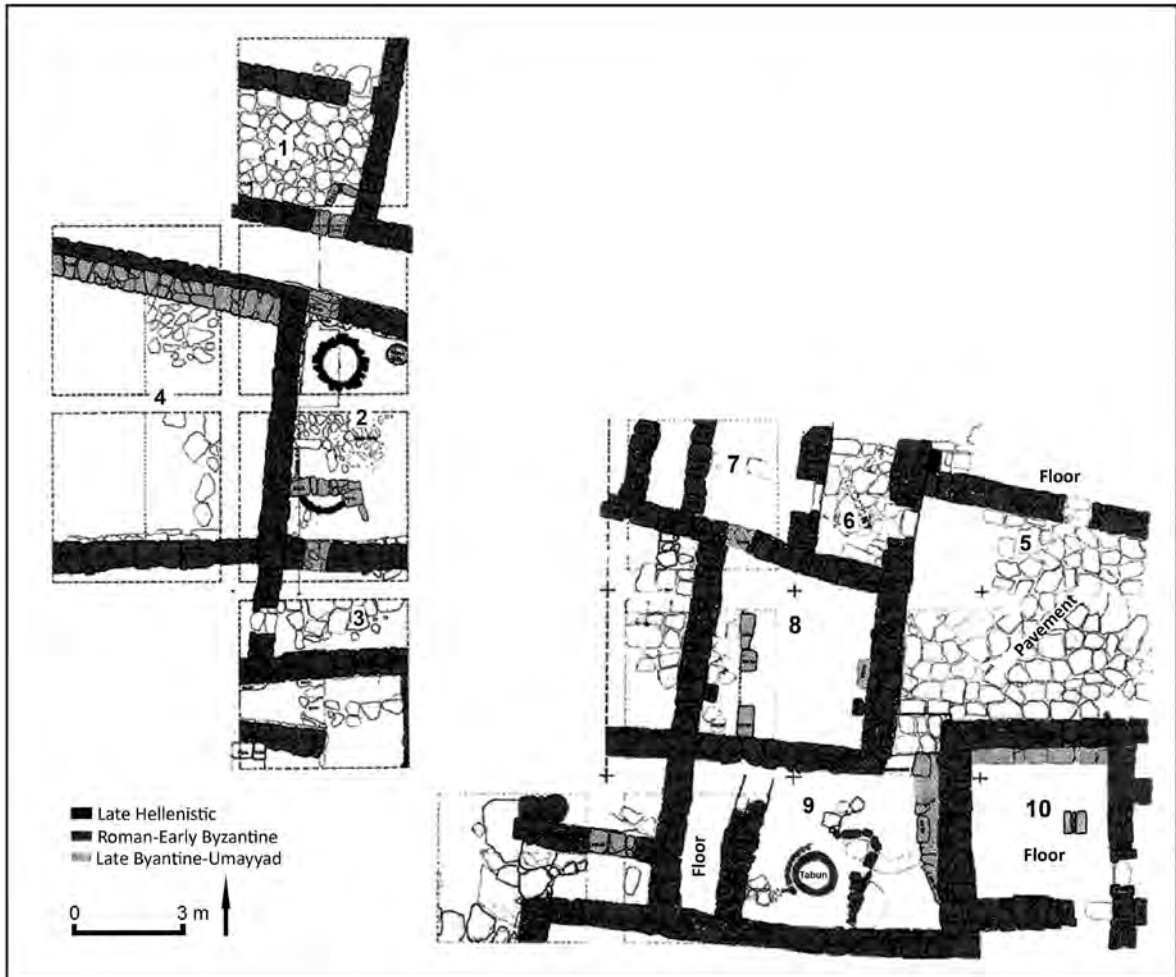 1
4
2
3
7
6
Floor
5
Pavement
8
9
Tabun
Floor
10
Floor
Late Hellenistic
Roman-Early Byzantine
Late Byantine-Umayyad
0 3 m